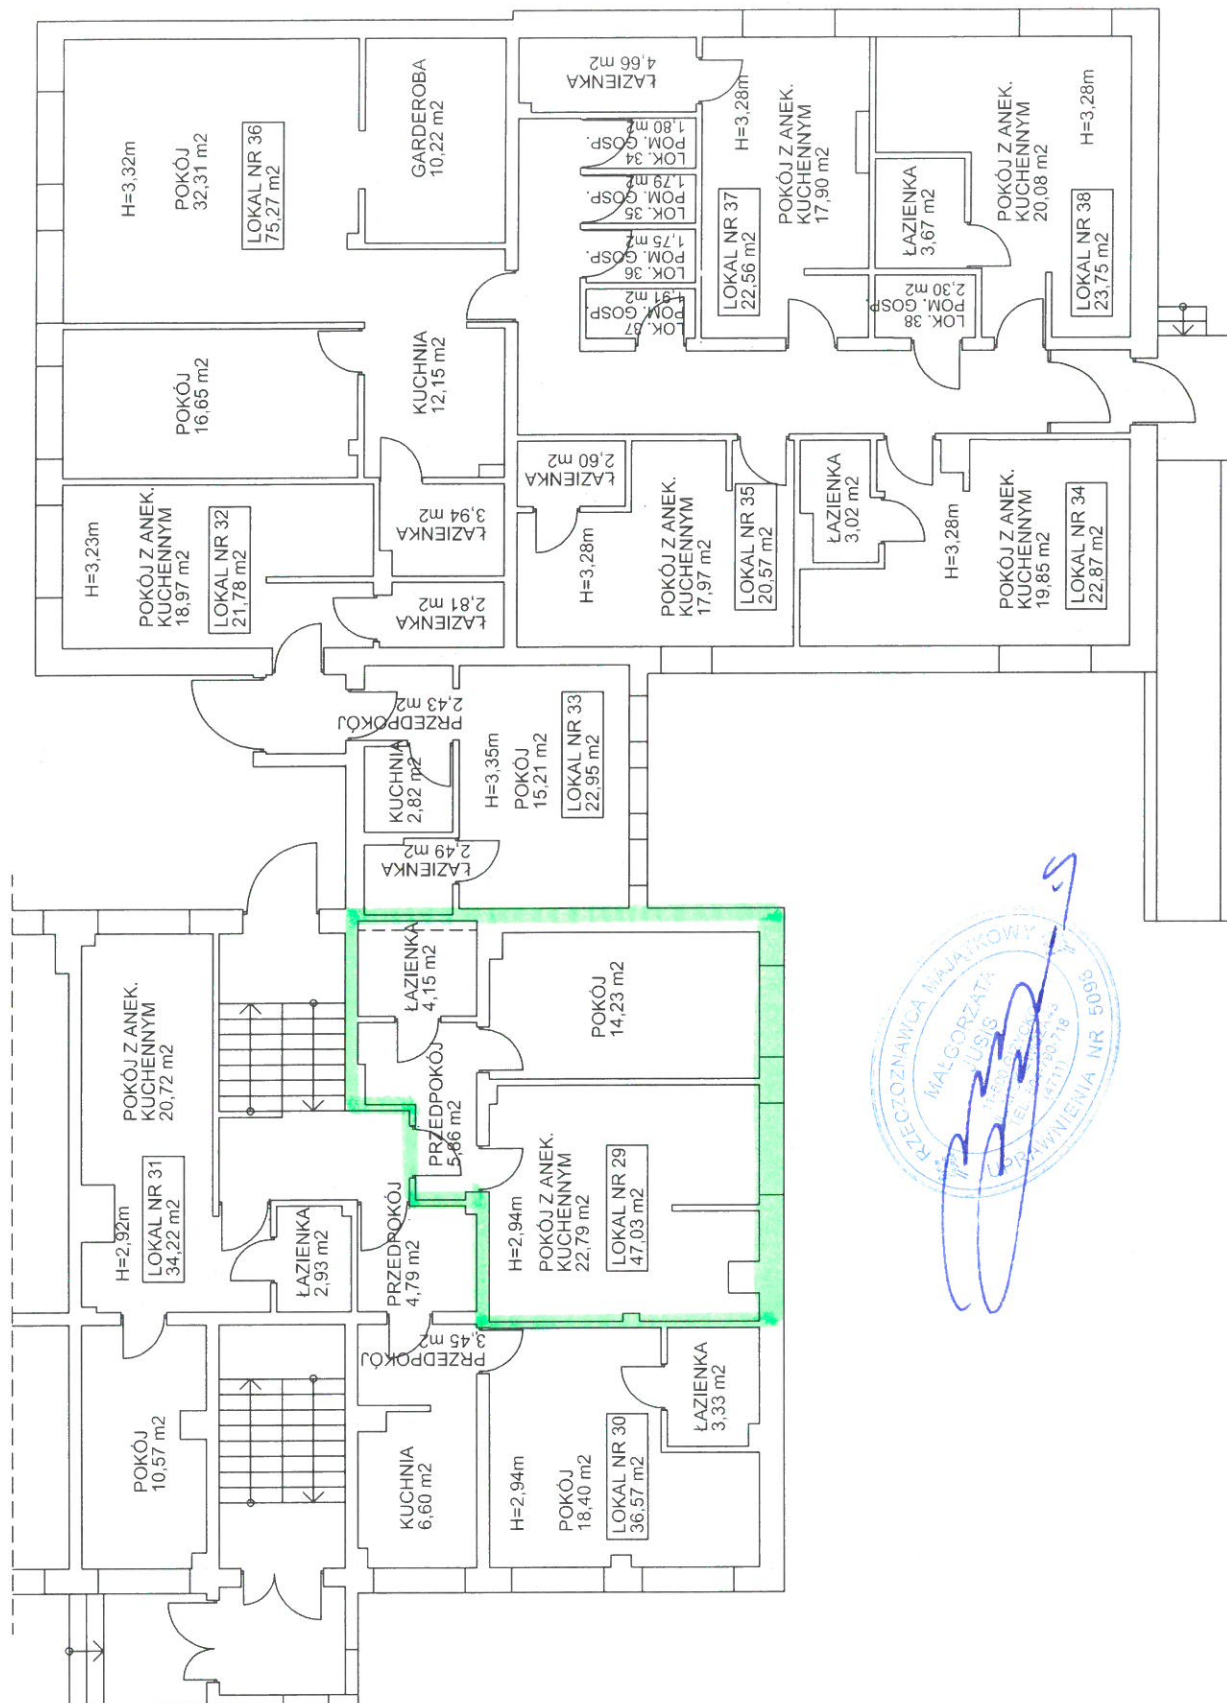 H=3,32m
POKÓJ
32,31 m2
LOKAL NR 36
75,27 m2
GARDEROBA
10,22 m2
POKÓJ
16,65 m2
KUCHNIA
12,15 m2
ŁAZIENKA
3,94 m2
H=3,23m
POKÓJ Z ANEK.
KUCHENNYM
18,97 m2
LOKAL NR 32
21,78 m2
ŁAZIENKA
2,81 m2
ŁAZIENKA
4,66 m2
LOK. 34
POM. GOSP.
1,80 m2
LOK. 35
POM. GOSP.
1,79 m2
LOK. 36
POM. GOSP.
1,75 m2
LOK. 37
POM. GOSP.
1,91 m2
H=3,28m
POKÓJ Z ANEK.
KUCHENNYM
17,90 m2
LOKAL NR 37
22,56 m2
ŁAZIENKA
3,67 m2
LOK. 38
POM. GOSP.
2,30 m2
H=3,28m
POKÓJ Z ANEK.
KUCHENNYM
20,08 m2
LOKAL NR 38
23,75 m2
ŁAZIENKA
2,60 m2
H=3,28m
POKÓJ Z ANEK.
KUCHENNYM
17,97 m2
LOKAL NR 35
20,57 m2
ŁAZIENKA
3,02 m2
H=3,28m
POKÓJ Z ANEK.
KUCHENNYM
19,85 m2
LOKAL NR 34
22,87 m2
PRZEDPOKÓJ
2,43 m2
KUCHNIA
2,82 m2
ŁAZIENKA
2,49 m2
H=3,35m
POKÓJ
15,21 m2
LOKAL NR 33
22,95 m2
POKÓJ Z ANEK.
KUCHENNYM
20,72 m2
H=2,92m
LOKAL NR 31
34,22 m2
ŁAZIENKA
2,93 m2
PRZEDPOKÓJ
4,79 m2
POKÓJ
10,57 m2
ŁAZIENKA
4,15 m2
PRZEDPOKÓJ
5,86 m2
POKÓJ
14,23 m2
H=2,94m
POKÓJ Z ANEK.
KUCHENNYM
22,79 m2
LOKAL NR 29
47,03 m2
PRZEDPOKÓJ
3,45 m2
KUCHNIA
6,60 m2
H=2,94m
POKÓJ
18,40 m2
LOKAL NR 30
36,57 m2
ŁAZIENKA
3,33 m2
RZECZOZNAWCA MAJĄTKOWY
MAŁGORZATA
UPRAWNIENIA NR 5096